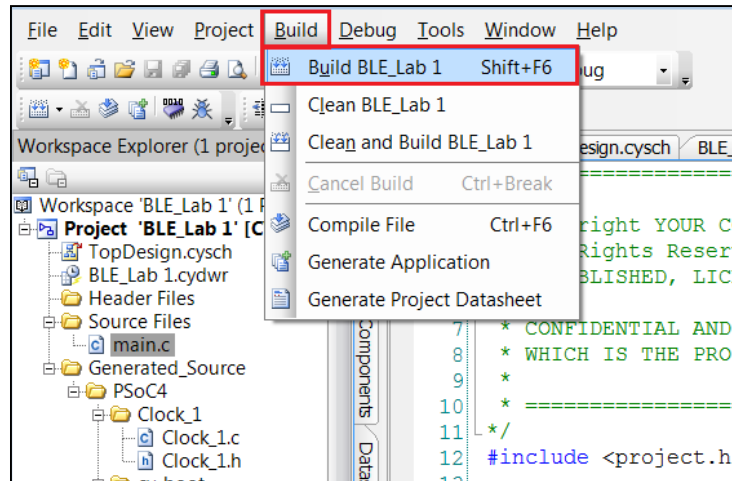 File Edit View Project Build Debug Tools Window Help
Build BLE_Lab 1 Shift+F6
ug
Clean BLE_Lab 1
Clean and Build BLE_Lab 1
Cancel Build Ctrl+Break
Compile File Ctrl+F6
Generate Application
Generate Project Datasheet
Workspace Explorer (1 projec
Workspace 'BLE_Lab 1' (1 P
Project 'BLE_Lab 1' [C
TopDesign.cysch
BLE_Lab 1.cydwr
Header Files
Source Files
main.c
Generated_Source
PSoC4
Clock_1
Clock_1.c
Clock_1.h
Components
Data
esign.cysch BLE_
============
right YOUR C
Rights Reser
BLISHED, LIC
7 * CONFIDENTIAL AND
8 * WHICH IS THE PRO
9 *
10 * =================
11 */
12 #include <project.h